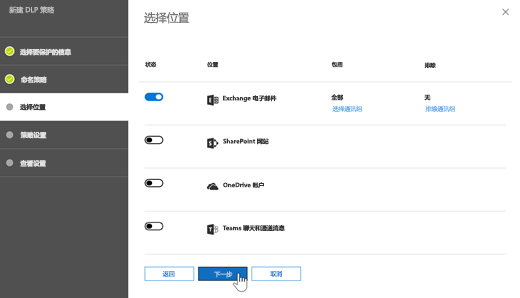 新建 DLP 策略
选择要保护的信息
命名策略
选择位置
策略设置
查看设置
选择位置
状态 位置 包括 排除
Exchange 电子邮件 全部 无
选择通讯组 排除通讯组
SharePoint 网站
OneDrive 帐户
Teams 聊天和通道消息
返回 下一步 取消